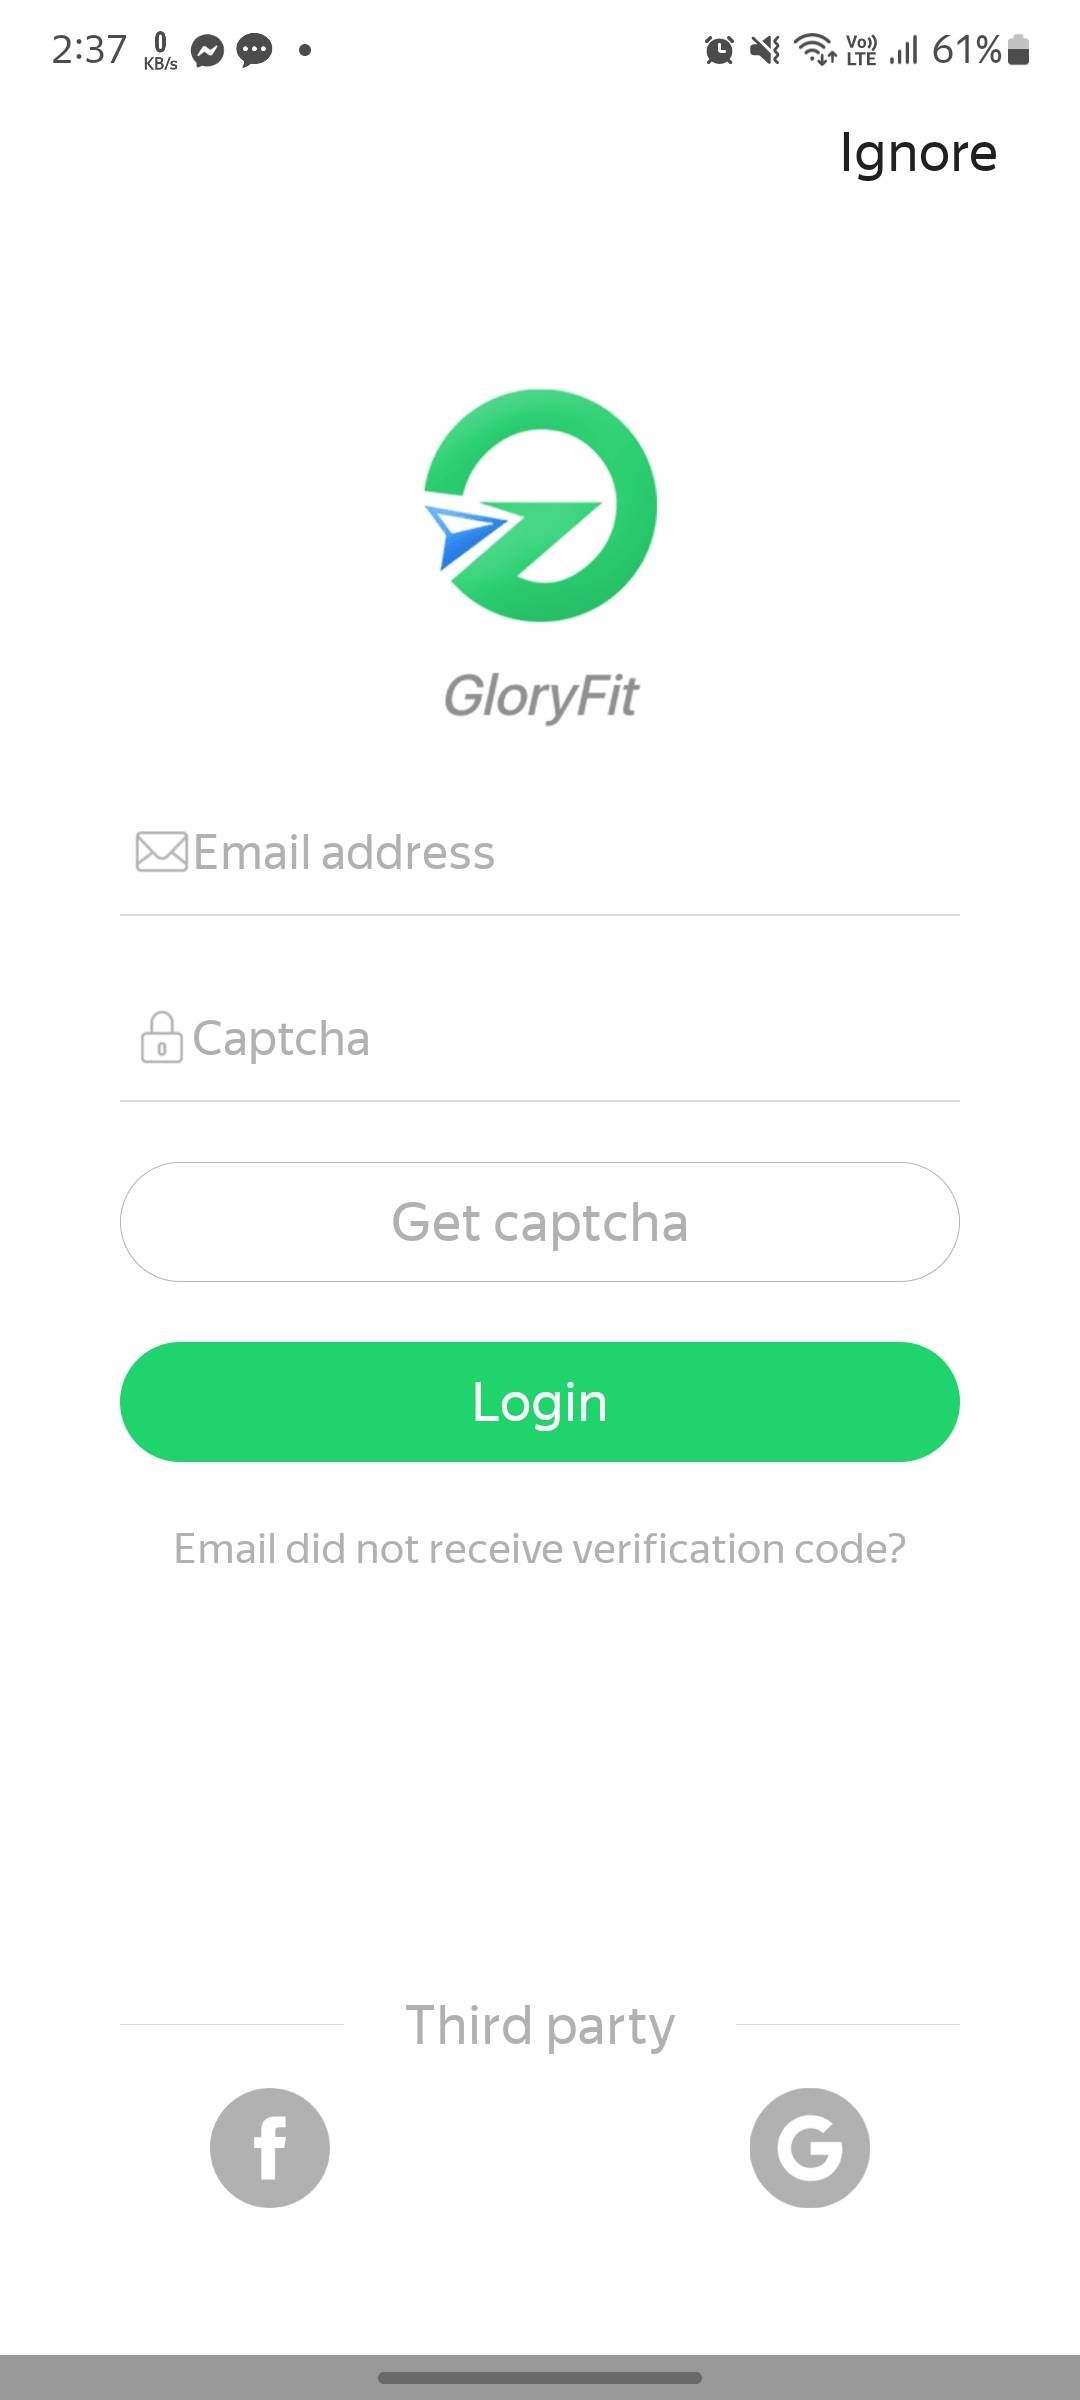 2:37 0 KB/s Vo)) LTE 61%
Ignore
GloryFit
Email address
Captcha
Get captcha
Login
Email did not receive verification code?
Third party
f G